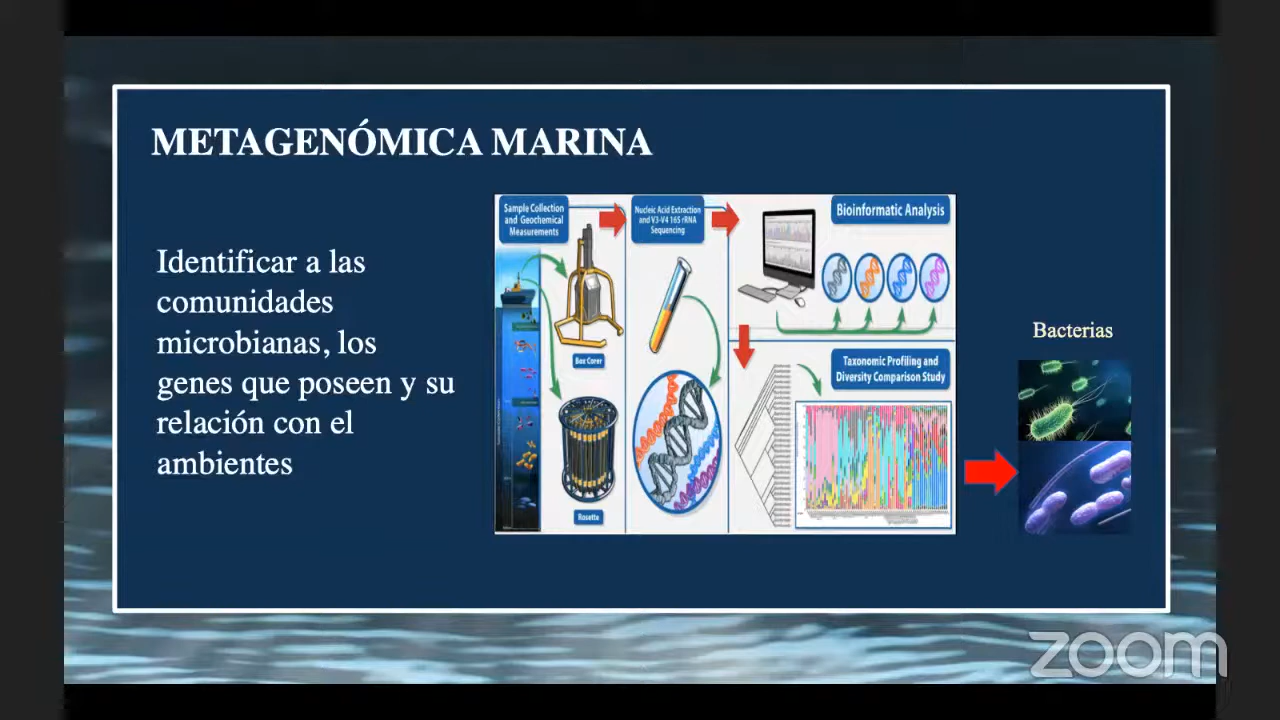 METAGENÓMICA MARINA
Identificar a las
comunidades
microbianas, los
genes que poseen y su
relación con el
ambientes
Sample Collection
and Geochemical
Measurements
Nucleic Acid Extraction
and V3-V4 16S rRNA
Sequencing
Bioinformatic Analysis
Box Corer
Rosette
Taxonomic Profiling and
Diversity Comparison Study
Bacterias
zoom